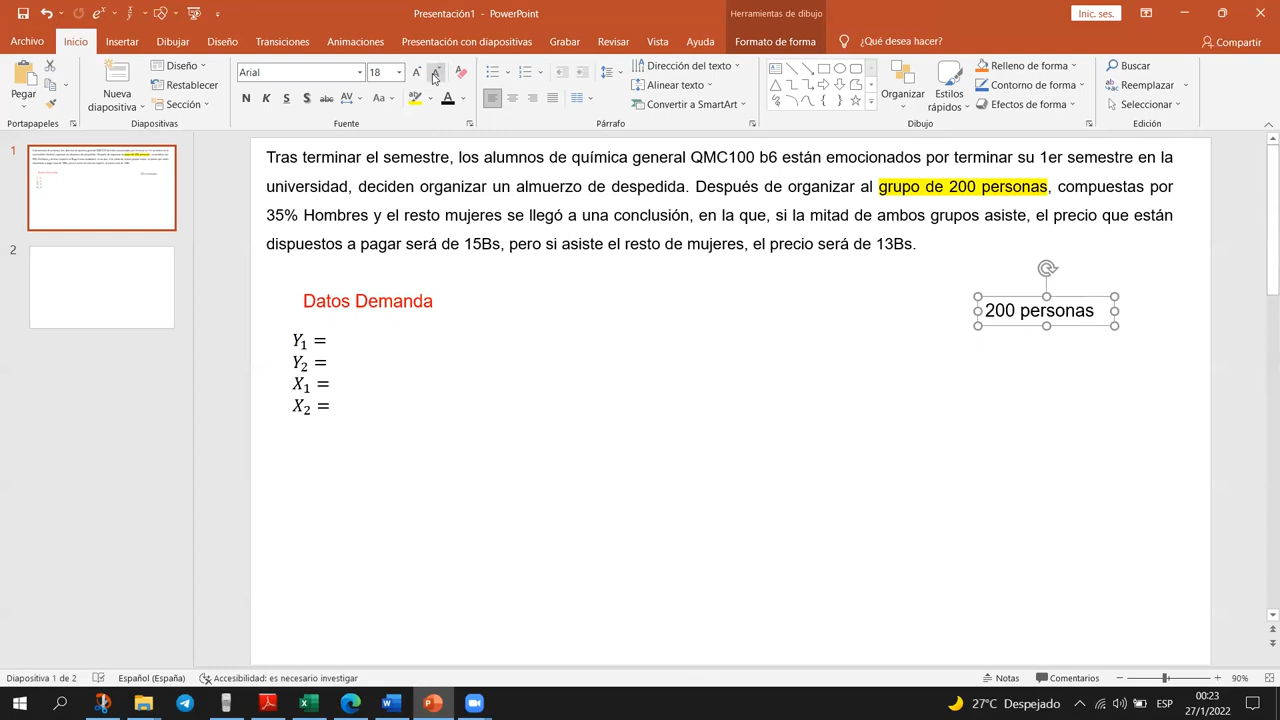 Presentación1 - PowerPoint
Herramientas de dibujo
Inic. ses.
Archivo Inicio Insertar Dibujar Diseño Transiciones Animaciones Presentación con diapositivas Grabar Revisar Vista Ayuda Formato de forma ¿Qué desea hacer? Compartir
Pegar
Portapapeles
Nueva diapositiva
Diseño
Restablecer
Sección
Diapositivas
Arial 18
N K S S abc AV Aa A
Fuente
Párrafo
Dirección del texto
Alinear texto
Convertir a SmartArt
Organizar
Estilos rápidos
Relleno de forma
Contorno de forma
Efectos de forma
Dibujo
Buscar
Reemplazar
Seleccionar
Edición
1
2
Tras terminar el semestre, los alumnos de química general QMC100 b6 están emocionados por terminar su 1er semestre en la
universidad, deciden organizar un almuerzo de despedida. Después de organizar al grupo de 200 personas, compuestas por
35% Hombres y el resto mujeres se llegó a una conclusión, en la que, si la mitad de ambos grupos asiste, el precio que están
dispuestos a pagar será de 15Bs, pero si asiste el resto de mujeres, el precio será de 13Bs.
Datos Demanda
200 personas
Y₁ =
Y₂ =
X₁ =
X₂ =
Diapositiva 1 de 2 Español (España) Accesibilidad: es necesario investigar Notas Comentarios 90%
27°C Despejado ESP 00:23
27/1/2022